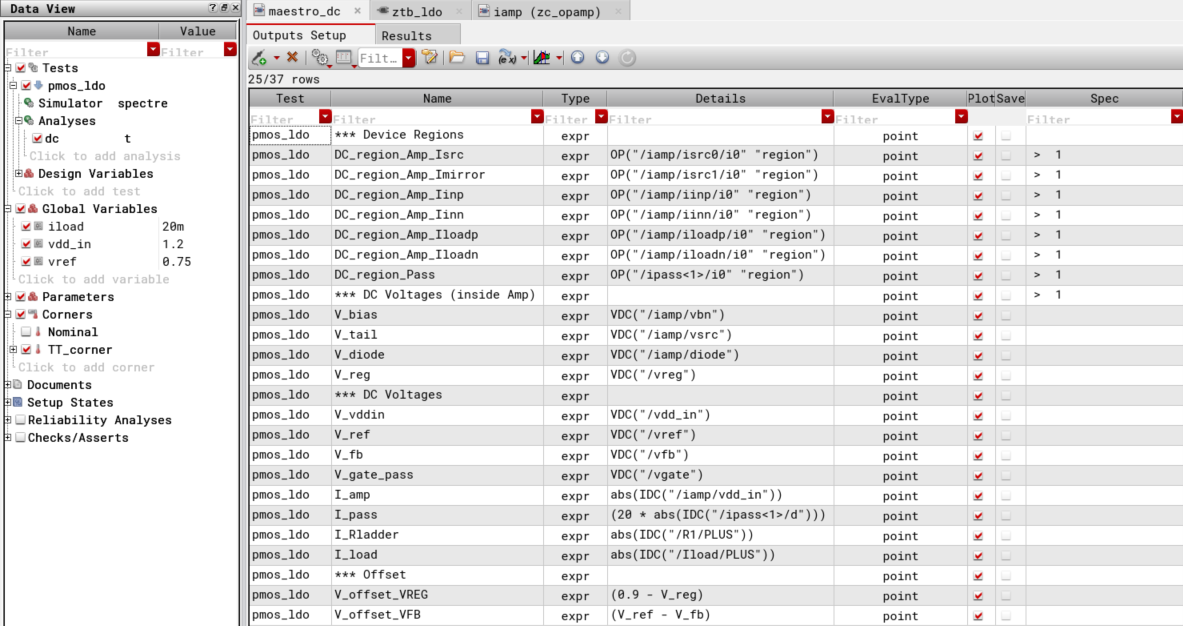 Data View
Name Value
Filter Filter
Tests
pmos_ldo
Simulator spectre
Analyses
dc t
Click to add analysis
Design Variables
Click to add test
Global Variables
iload 20m
vdd_in 1.2
vref 0.75
Click to add variable
Parameters
Corners
Nominal
TT_corner
Click to add corner
Documents
Setup States
Reliability Analyses
Checks/Asserts
maestro_dc ztb_ldo iamp (zc_opamp)
Outputs Setup Results
Filt...
25/37 rows
Test Name Type Details EvalType Plot Save Spec
Filter Filter Filter Filter Filter Filter
pmos_ldo *** Device Regions expr point
pmos_ldo DC_region_Amp_Isrc expr OP("/iamp/isrc0/i0" "region") point > 1
pmos_ldo DC_region_Amp_Imirror expr OP("/iamp/isrc1/i0" "region") point > 1
pmos_ldo DC_region_Amp_Iinp expr OP("/iamp/iinp/i0" "region") point > 1
pmos_ldo DC_region_Amp_Iinn expr OP("/iamp/iinn/i0" "region") point > 1
pmos_ldo DC_region_Amp_Iloadp expr OP("/iamp/iloadp/i0" "region") point > 1
pmos_ldo DC_region_Amp_Iloadn expr OP("/iamp/iloadn/i0" "region") point > 1
pmos_ldo DC_region_Pass expr OP("/ipass<1>/i0" "region") point > 1
pmos_ldo *** DC Voltages (inside Amp) expr point > 1
pmos_ldo V_bias expr VDC("/iamp/vbn") point
pmos_ldo V_tail expr VDC("/iamp/vsrc") point
pmos_ldo V_diode expr VDC("/iamp/diode") point
pmos_ldo V_reg expr VDC("/vreg") point
pmos_ldo *** DC Voltages expr point
pmos_ldo V_vddin expr VDC("/vdd_in") point
pmos_ldo V_ref expr VDC("/vref") point
pmos_ldo V_fb expr VDC("/vfb") point
pmos_ldo V_gate_pass expr VDC("/vgate") point
pmos_ldo I_amp expr abs(IDC("/iamp/vdd_in")) point
pmos_ldo I_pass expr (20 * abs(IDC("/ipass<1>/d"))) point
pmos_ldo I_Rladder expr abs(IDC("/R1/PLUS")) point
pmos_ldo I_load expr abs(IDC("/Iload/PLUS")) point
pmos_ldo *** Offset expr point
pmos_ldo V_offset_VREG expr (0.9 - V_reg) point
pmos_ldo V_offset_VFB expr (V_ref - V_fb) point